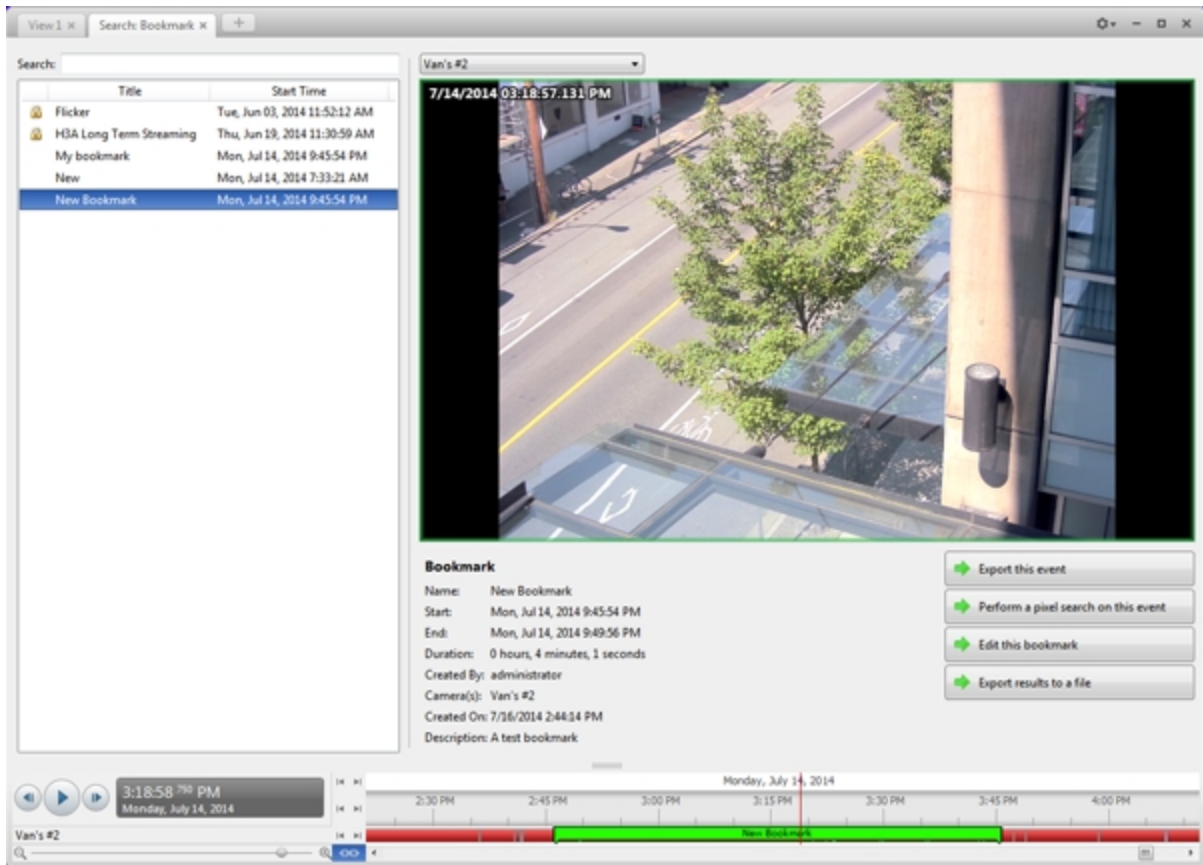 View 1 × Search: Bookmark × +
Search:
Van's #2
Title Start Time
Flicker Tue, Jun 03, 2014 11:52:12 AM
H3A Long Term Streaming Thu, Jun 19, 2014 11:30:59 AM
My bookmark Mon, Jul 14, 2014 9:45:54 PM
New Mon, Jul 14, 2014 7:33:21 AM
New Bookmark Mon, Jul 14, 2014 9:45:54 PM
7/14/2014 03:18:57.131 PM
Bookmark
Name: New Bookmark
Start: Mon, Jul 14, 2014 9:45:54 PM
End: Mon, Jul 14, 2014 9:49:56 PM
Duration: 0 hours, 4 minutes, 1 seconds
Created By: administrator
Camera(s): Van's #2
Created On: 7/16/2014 2:44:14 PM
Description: A test bookmark
Export this event
Perform a pixel search on this event
Edit this bookmark
Export results to a file
3:18:58.750 PM
Monday, July 14, 2014
Monday, July 14, 2014
2:30 PM 2:45 PM 3:00 PM 3:15 PM 3:30 PM 3:45 PM 4:00 PM
Van's #2
New Bookmark